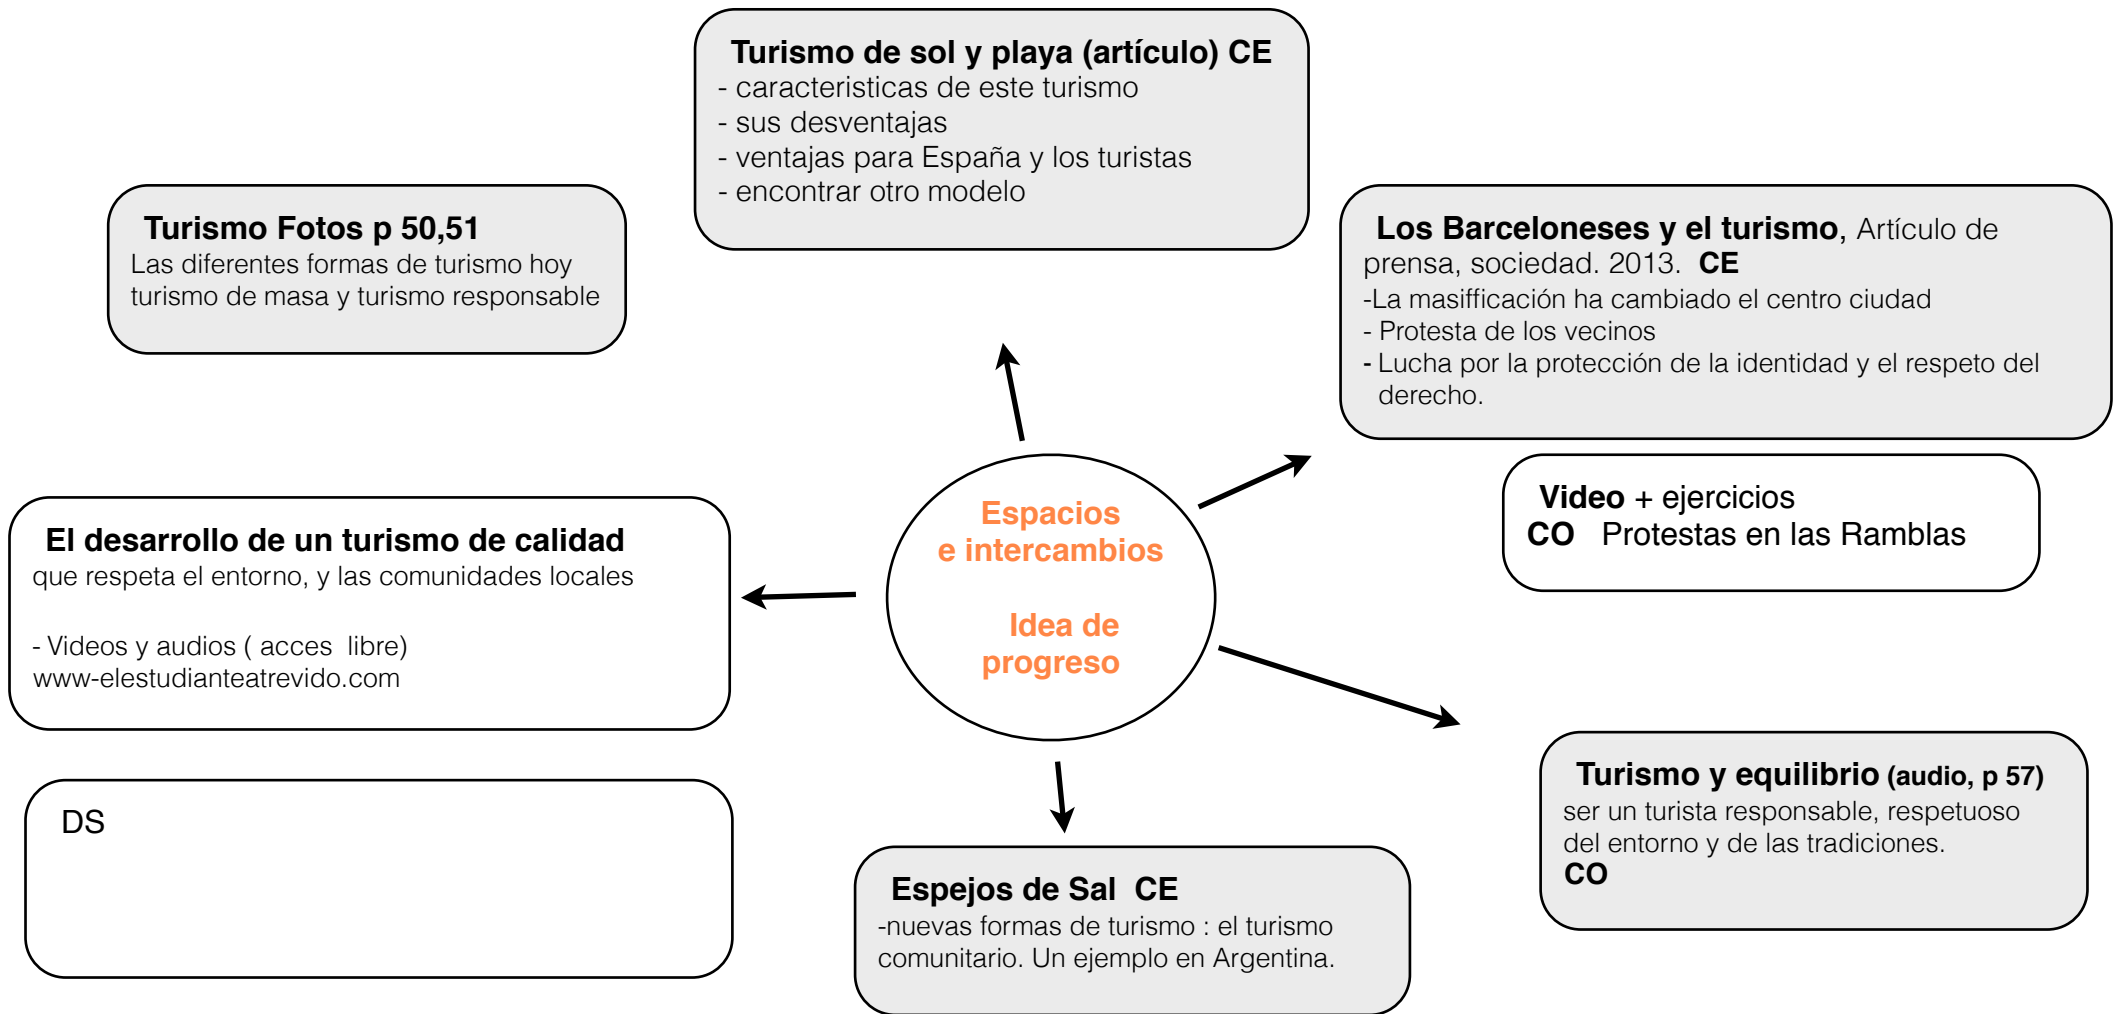 Turismo de sol y playa (artículo) CE
- caracteristicas de este turismo
- sus desventajas
- ventajas para España y los turistas
- encontrar otro modelo
Turismo Fotos p 50,51
Las diferentes formas de turismo hoy
turismo de masa y turismo responsable
Los Barceloneses y el turismo, Artículo de
prensa, sociedad. 2013. CE
-La masifficación ha cambiado el centro ciudad
- Protesta de los vecinos
- Lucha por la protección de la identidad y el respeto del
derecho.
Video + ejercicios
CO Protestas en las Ramblas
Espacios
e intercambios
Idea de
progreso
El desarrollo de un turismo de calidad
que respeta el entorno, y las comunidades locales
- Videos y audios ( acces libre)
www-elestudianteatrevido.com
Turismo y equilibrio (audio, p 57)
ser un turista responsable, respetuoso
del entorno y de las tradiciones.
CO
DS
Espejos de Sal CE
-nuevas formas de turismo : el turismo
comunitario. Un ejemplo en Argentina.